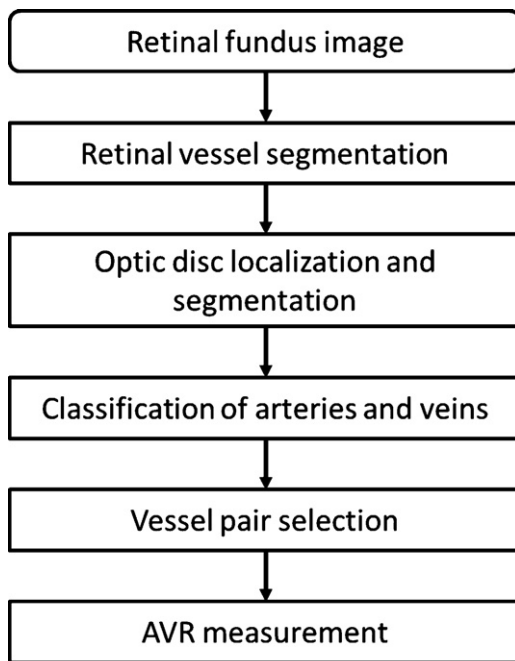 Retinal fundus image
Retinal vessel segmentation
Optic disc localization and
segmentation
Classification of arteries and veins
Vessel pair selection
AVR measurement